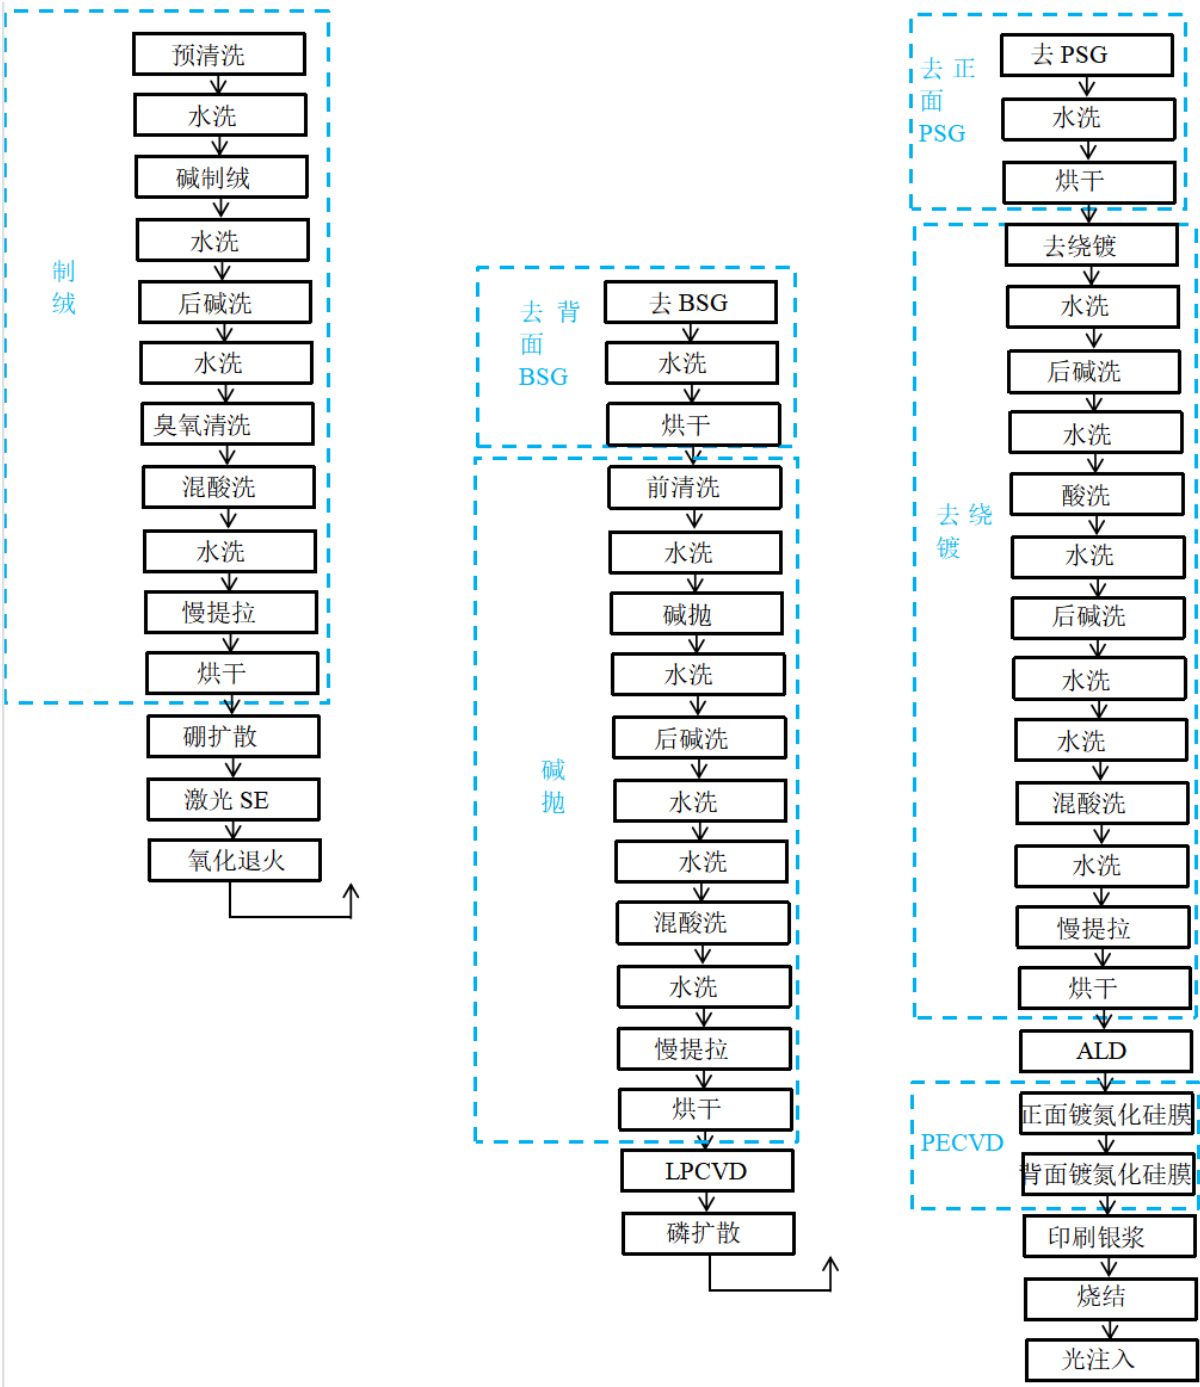 制
绒
预清洗
水洗
碱制绒
水洗
后碱洗
水洗
臭氧清洗
混酸洗
水洗
慢提拉
烘干
硼扩散
激光 SE
氧化退火
去 背
面
BSG
去 BSG
水洗
烘干
碱
抛
前清洗
水洗
碱抛
水洗
后碱洗
水洗
水洗
混酸洗
水洗
慢提拉
烘干
LPCVD
磷扩散
去 正
面
PSG
去 PSG
水洗
烘干
去 绕
镀
去绕镀
水洗
后碱洗
水洗
酸洗
水洗
后碱洗
水洗
水洗
混酸洗
水洗
慢提拉
烘干
ALD
PECVD
正面镀氮化硅膜
背面镀氮化硅膜
印刷银浆
烧结
光注入